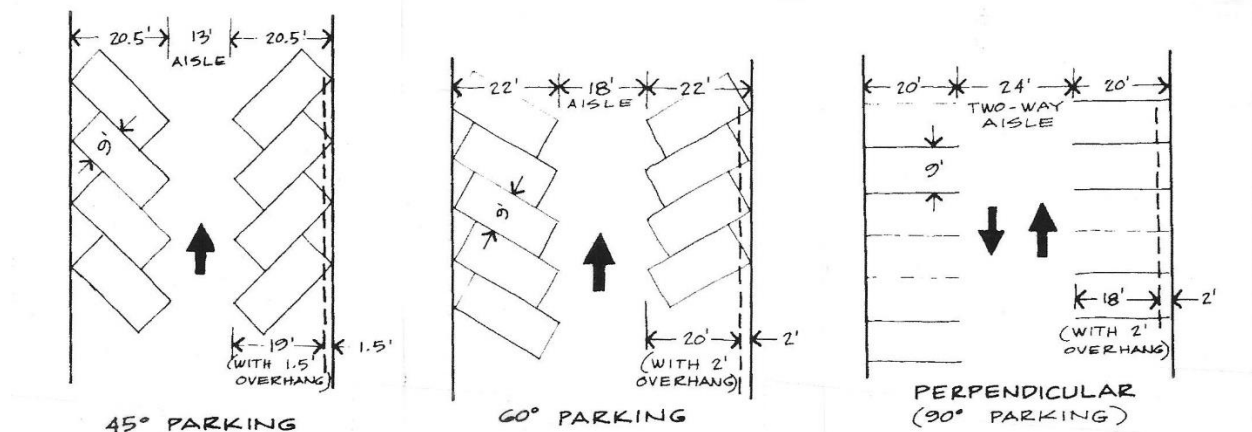 20.5' 13' 20.5'
AISLE
9'
19'
1.5'
(WITH 1.5'
OVERHANG)
45° PARKING
22' 18' 22'
AISLE
9'
20'
2'
(WITH 2'
OVERHANG)
60° PARKING
20' 24' 20'
TWO-WAY
AISLE
9'
18'
2'
(WITH 2'
OVERHANG)
PERPENDICULAR
(90° PARKING)